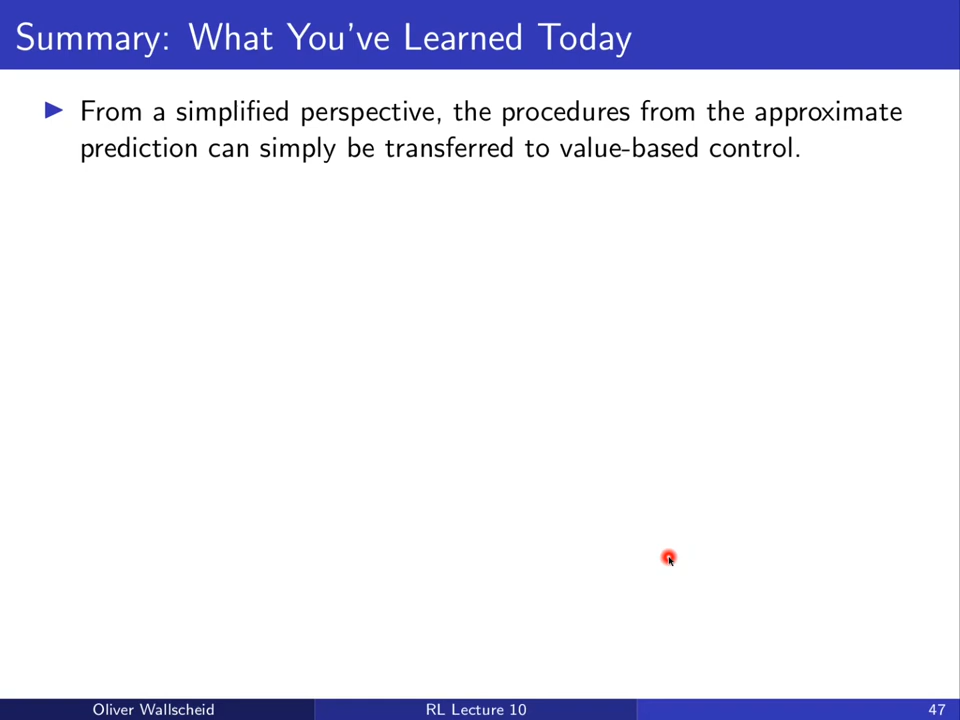 Summary: What You've Learned Today
From a simplified perspective, the procedures from the approximate
prediction can simply be transferred to value-based control.
Oliver Wallscheid
RL Lecture 10
47